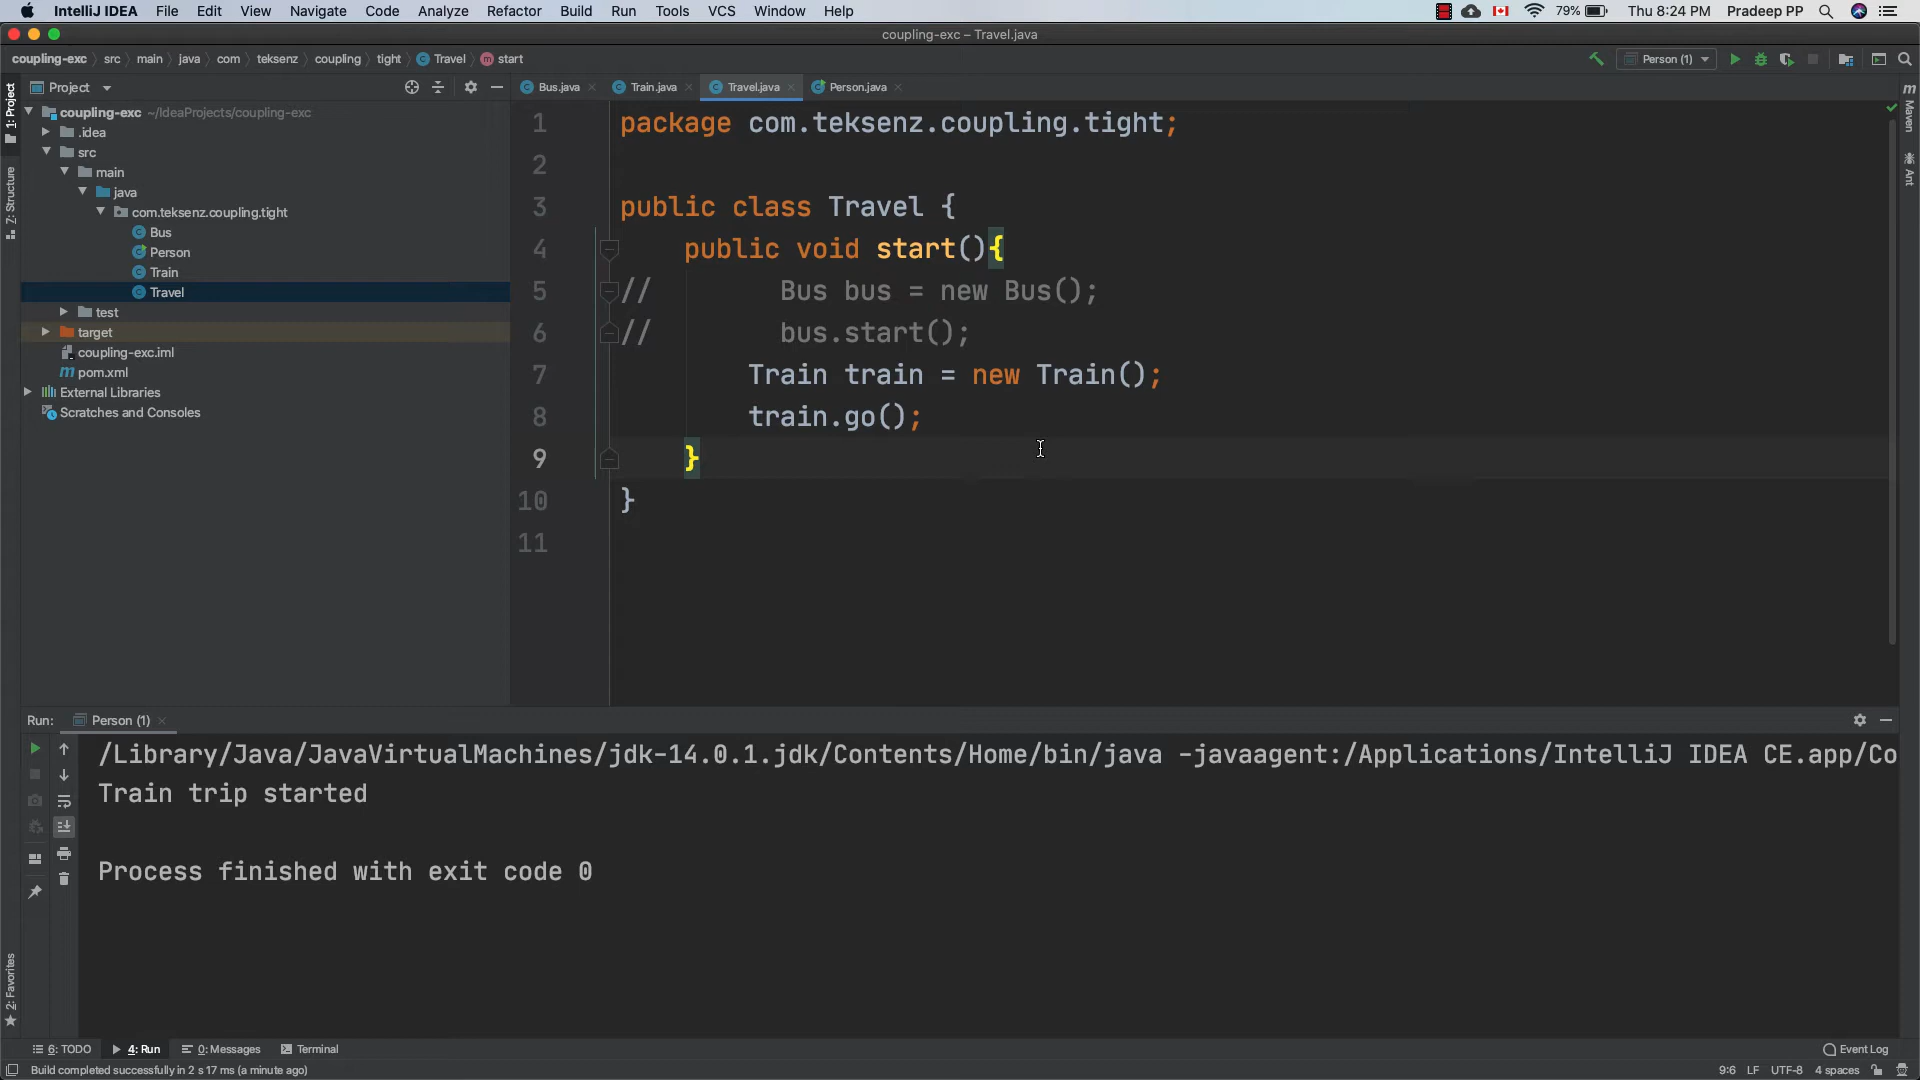 IntelliJ IDEA File Edit View Navigate Code Analyze Refactor Build Run Tools VCS Window Help 79% Thu 8:24 PM Pradeep PP
coupling-exc – Travel.java
coupling-exc src main java com teksenz coupling tight Travel start Person (1)
1: Project
Project
Bus.java Train.java Travel.java Person.java
coupling-exc ~/IdeaProjects/coupling-exc
.idea
src
main
java
com.teksenz.coupling.tight
Bus
Person
Train
Travel
test
target
coupling-exc.iml
pom.xml
External Libraries
Scratches and Consoles
Z: Structure
1 package com.teksenz.coupling.tight;
2
3 public class Travel {
4 public void start(){
5 // Bus bus = new Bus();
6 // bus.start();
7 Train train = new Train();
8 train.go();
9 }
10 }
11
Maven
Ant
Run: Person (1)
/Library/Java/JavaVirtualMachines/jdk-14.0.1.jdk/Contents/Home/bin/java -javaagent:/Applications/IntelliJ IDEA CE.app/Co
Train trip started
Process finished with exit code 0
2: Favorites
6: TODO 4: Run 0: Messages Terminal Event Log
Build completed successfully in 2 s 17 ms (a minute ago) 9:6 LF UTF-8 4 spaces